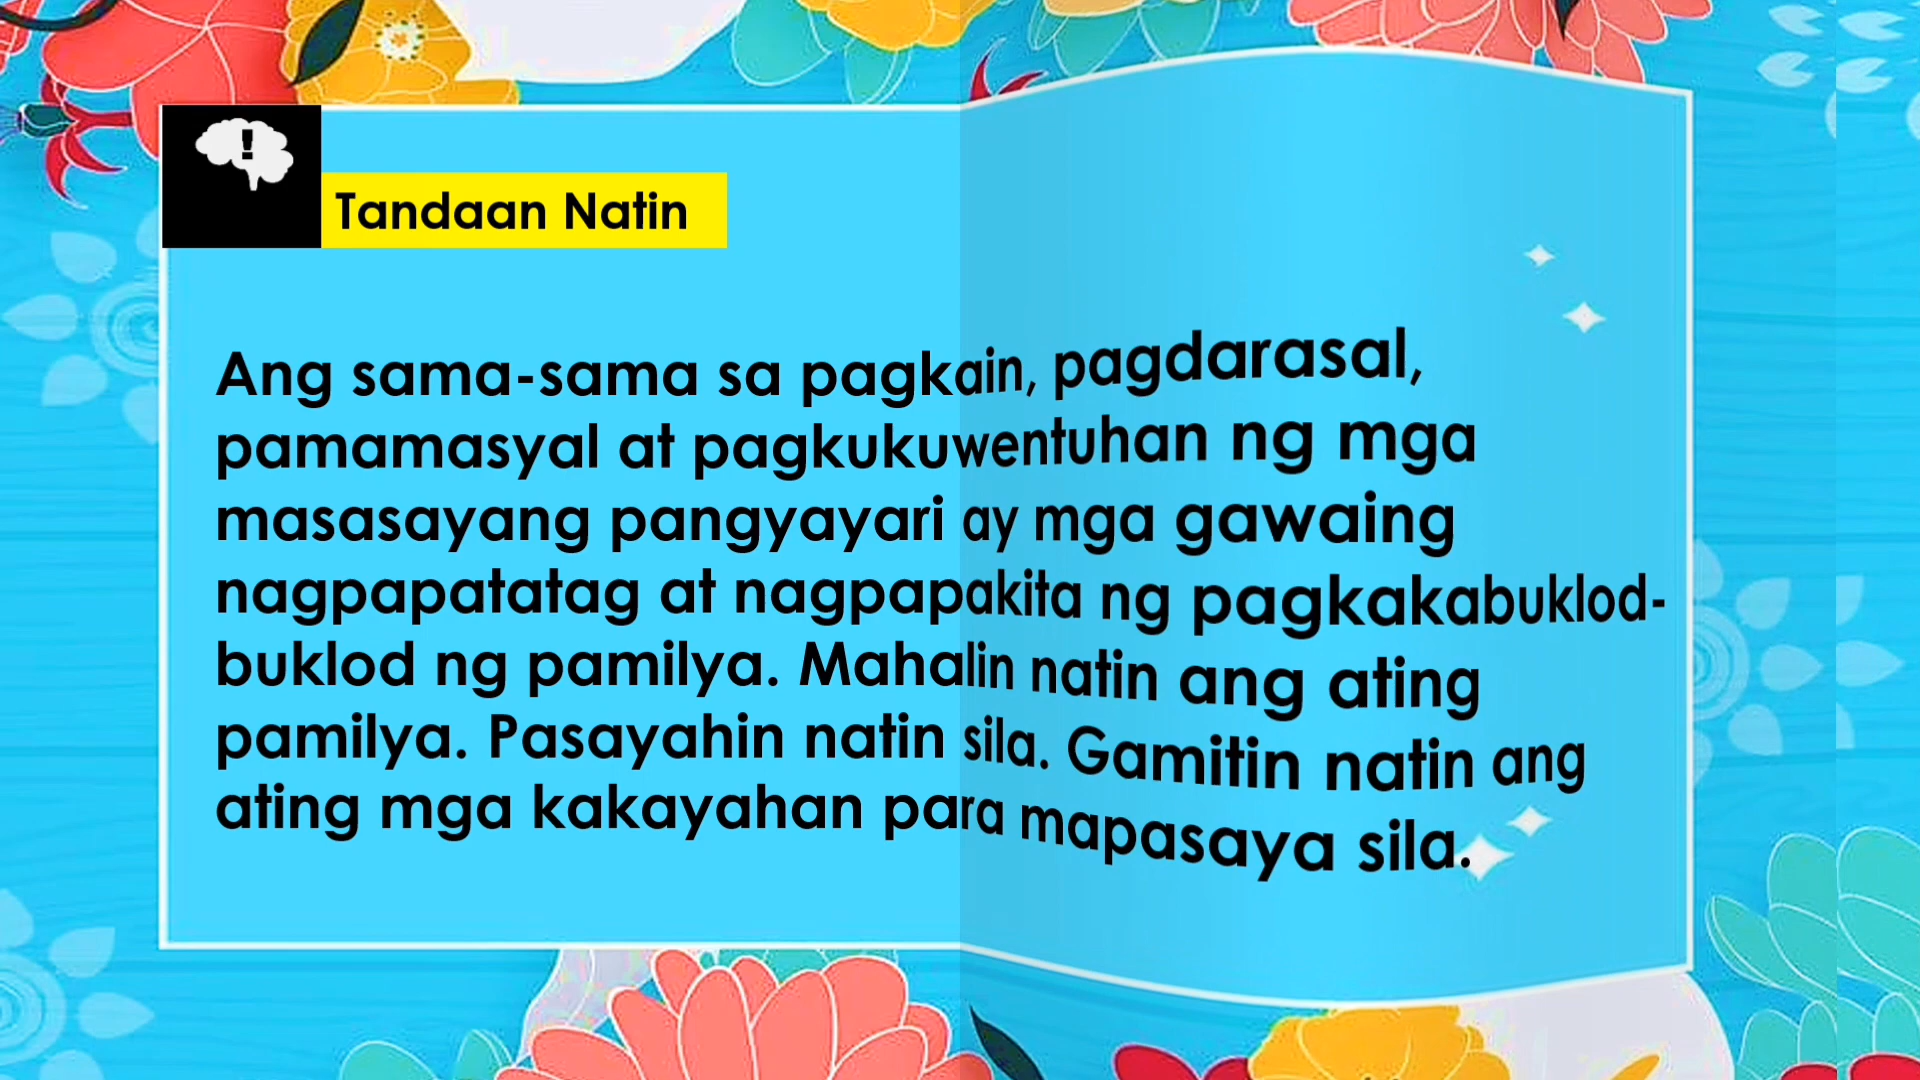 Tandaan Natin
Ang sama-sama sa pagkain, pagdarasal,
pamamasyal at pagkukuwentuhan ng mga
masasayang pangyayari ay mga gawaing
nagpapatatag at nagpapakita ng pagkakabuklod-
buklod ng pamilya. Mahalin natin ang ating
pamilya. Pasayahin natin sila. Gamitin natin ang
ating mga kakayahan para mapasaya sila.